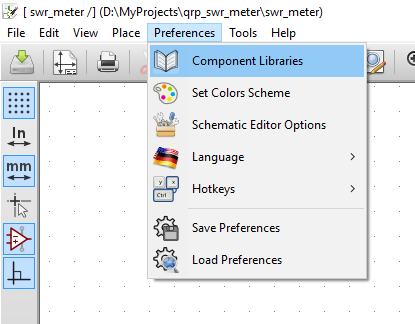 [ swr_meter /] (D:\MyProjects\qrp_swr_meter\swr_meter)
File Edit View Place Preferences Tools Help
Component Libraries
Set Colors Scheme
Schematic Editor Options
Language
Hotkeys
y x
Ctrl
Save Preferences
Load Preferences
In
mm